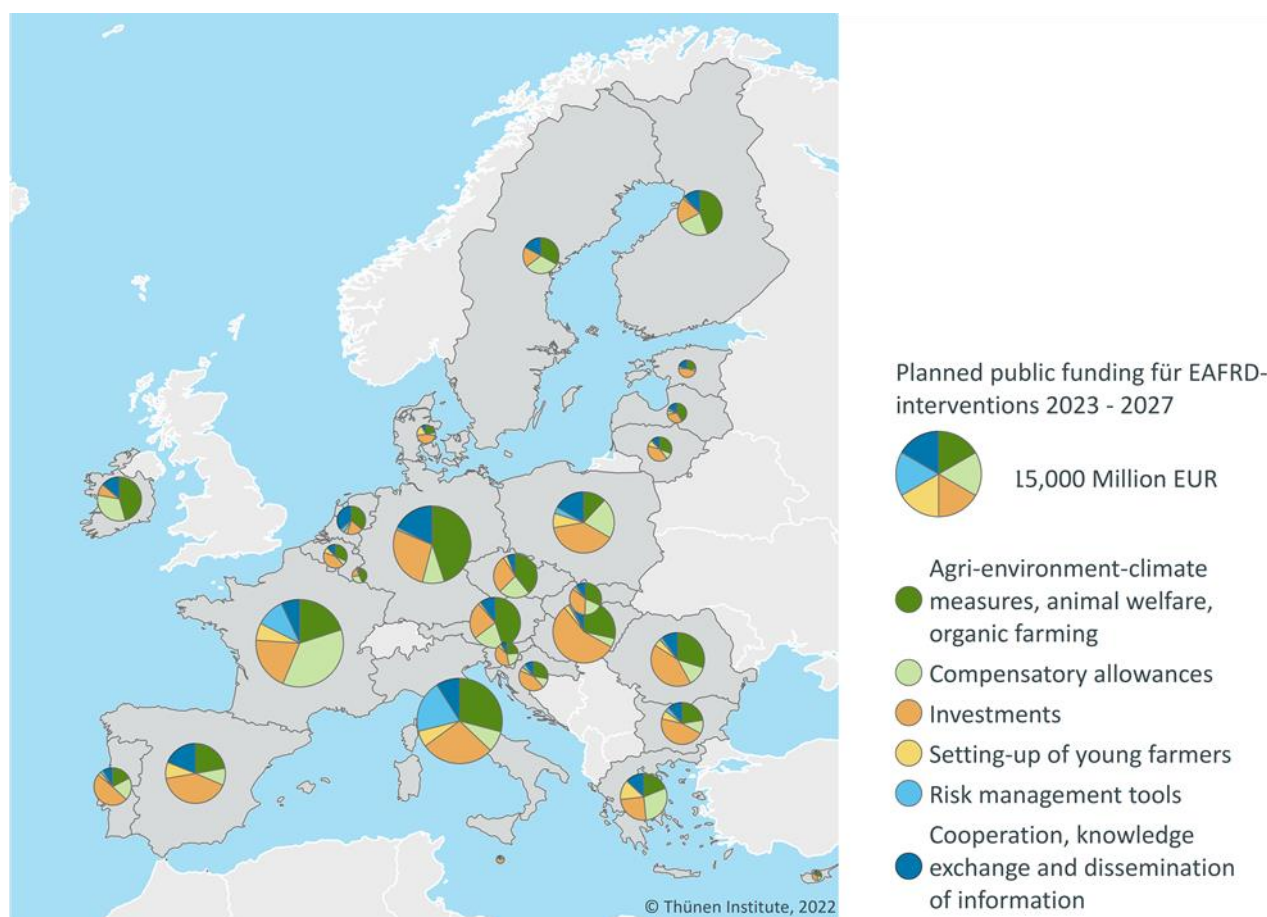 Planned public funding für EAFRD-
interventions 2023 - 2027
15,000 Million EUR
Agri-environment-climate
measures, animal welfare,
organic farming
Compensatory allowances
Investments
Setting-up of young farmers
Risk management tools
Cooperation, knowledge
exchange and dissemination
of information
© Thünen Institute, 2022